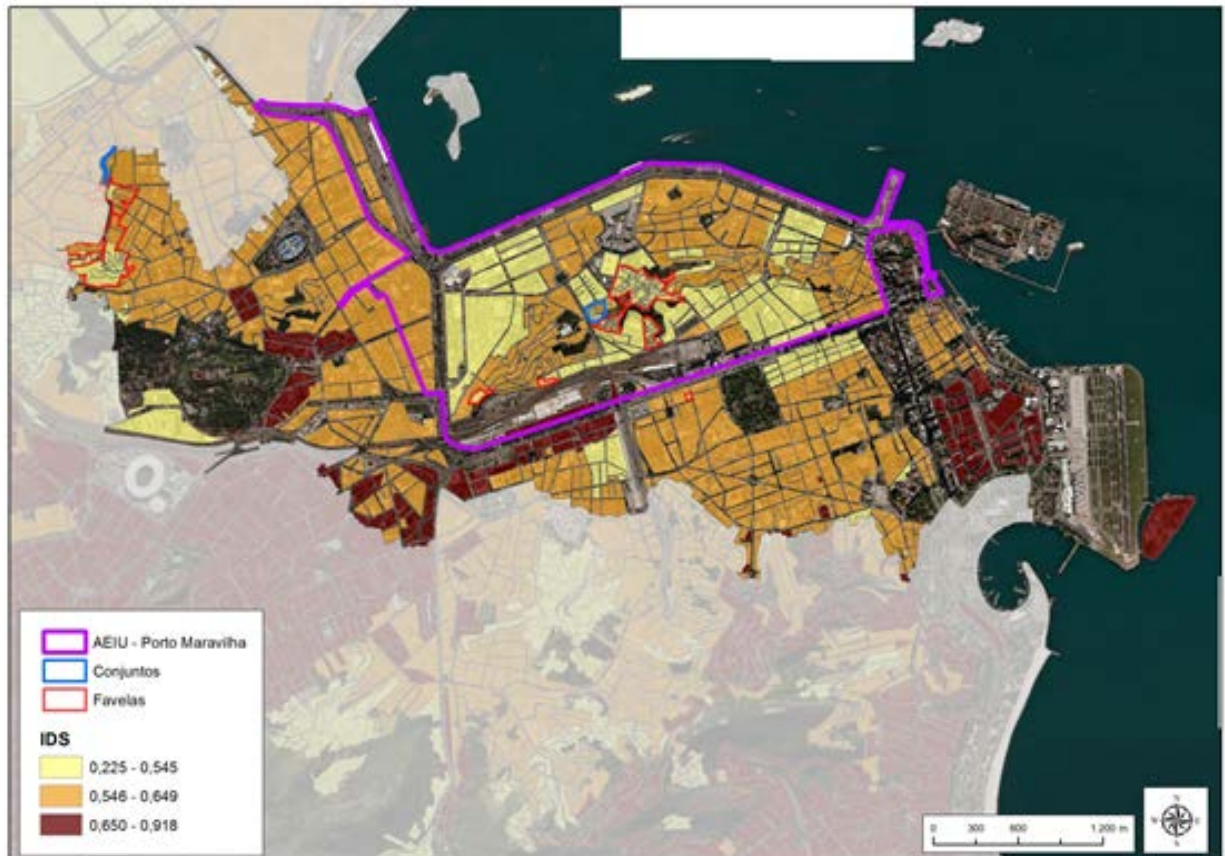 AEIU - Porto Maravilha
Conjuntos
Favelas
IDS
0,225 - 0,545
0,546 - 0,649
0,650 - 0,918
0 300 600 1.200 m
N
W E
S